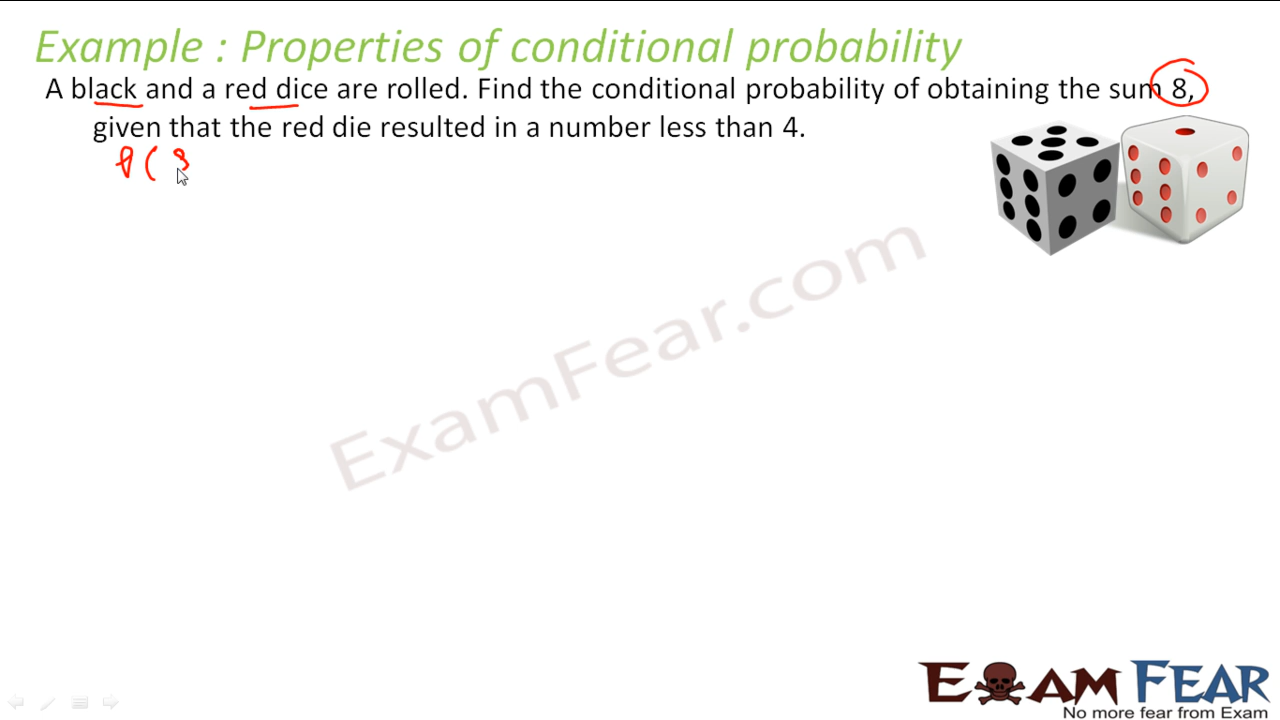 Example : Properties of conditional probability
A black and a red dice are rolled. Find the conditional probability of obtaining the sum 8,
given that the red die resulted in a number less than 4.
P( 8
ExamFear.com
EXAM FEAR
No more fear from Exam